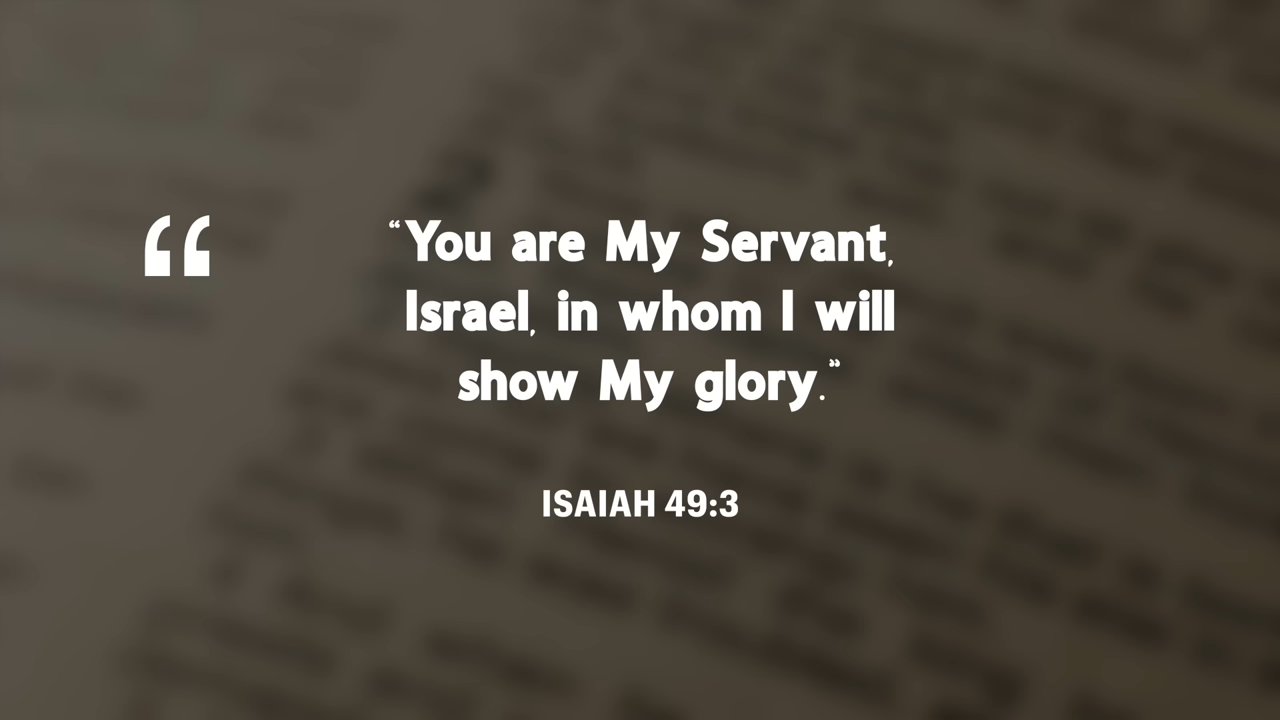 “
“You are My Servant,
Israel, in whom I will
show My glory.”
ISAIAH 49:3